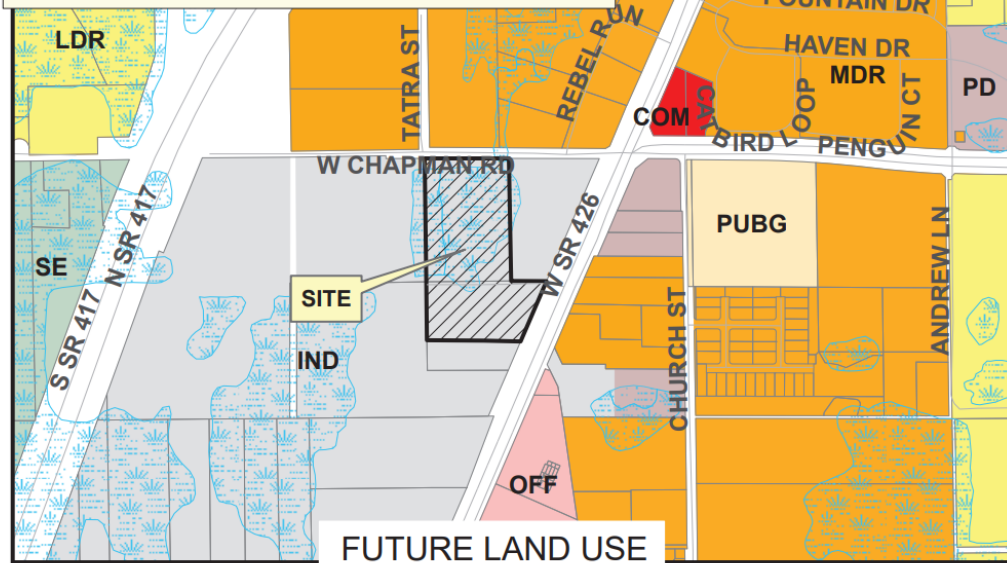 FOUNTAIN DR
LDR
REBEL RUN
HAVEN DR
TATRA ST
MDR
PD
COM
CATBIRD LOOP
PENGUIN CT
W CHAPMAN RD
N SR 417
S SR 417
SE
W SR 426
PUBG
SITE
IND
CHURCH ST
ANDREW LN
OFF
FUTURE LAND USE